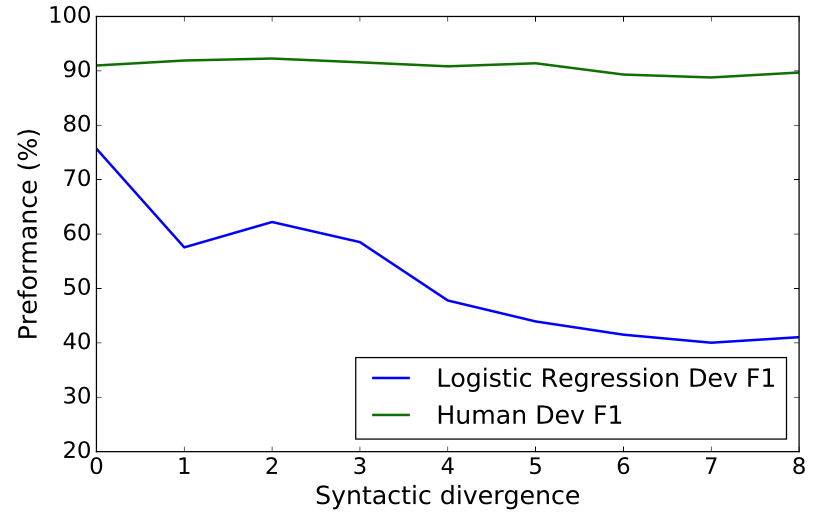 100
90
80
70
60
50
40
30
20
Preformance (%)
Logistic Regression Dev F1
Human Dev F1
0 1 2 3 4 5 6 7 8
Syntactic divergence